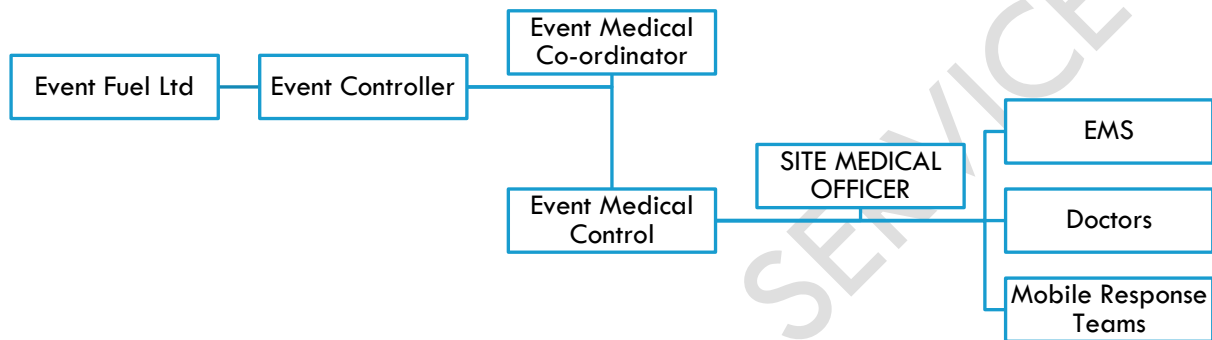 Event Medical
Co-ordinator
Event Fuel Ltd
Event Controller
SITE MEDICAL
OFFICER
Event Medical
Control
EMS
Doctors
Mobile Response
Teams
SERVICE